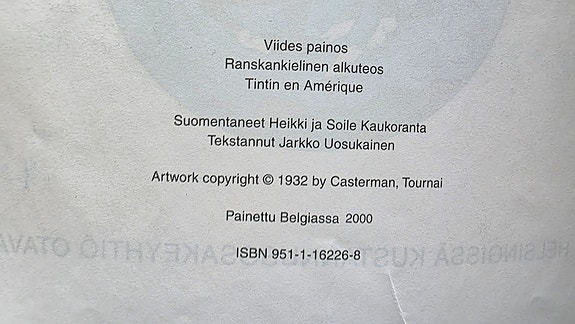 Viides painos
Ranskankielinen alkuteos
Tintin en Amérique
Suomentaneet Heikki ja Soile Kaukoranta
Tekstannut Jarkko Uosukainen
Artwork copyright © 1932 by Casterman, Tournai
Painettu Belgiassa 2000
ISBN 951-1-16226-8